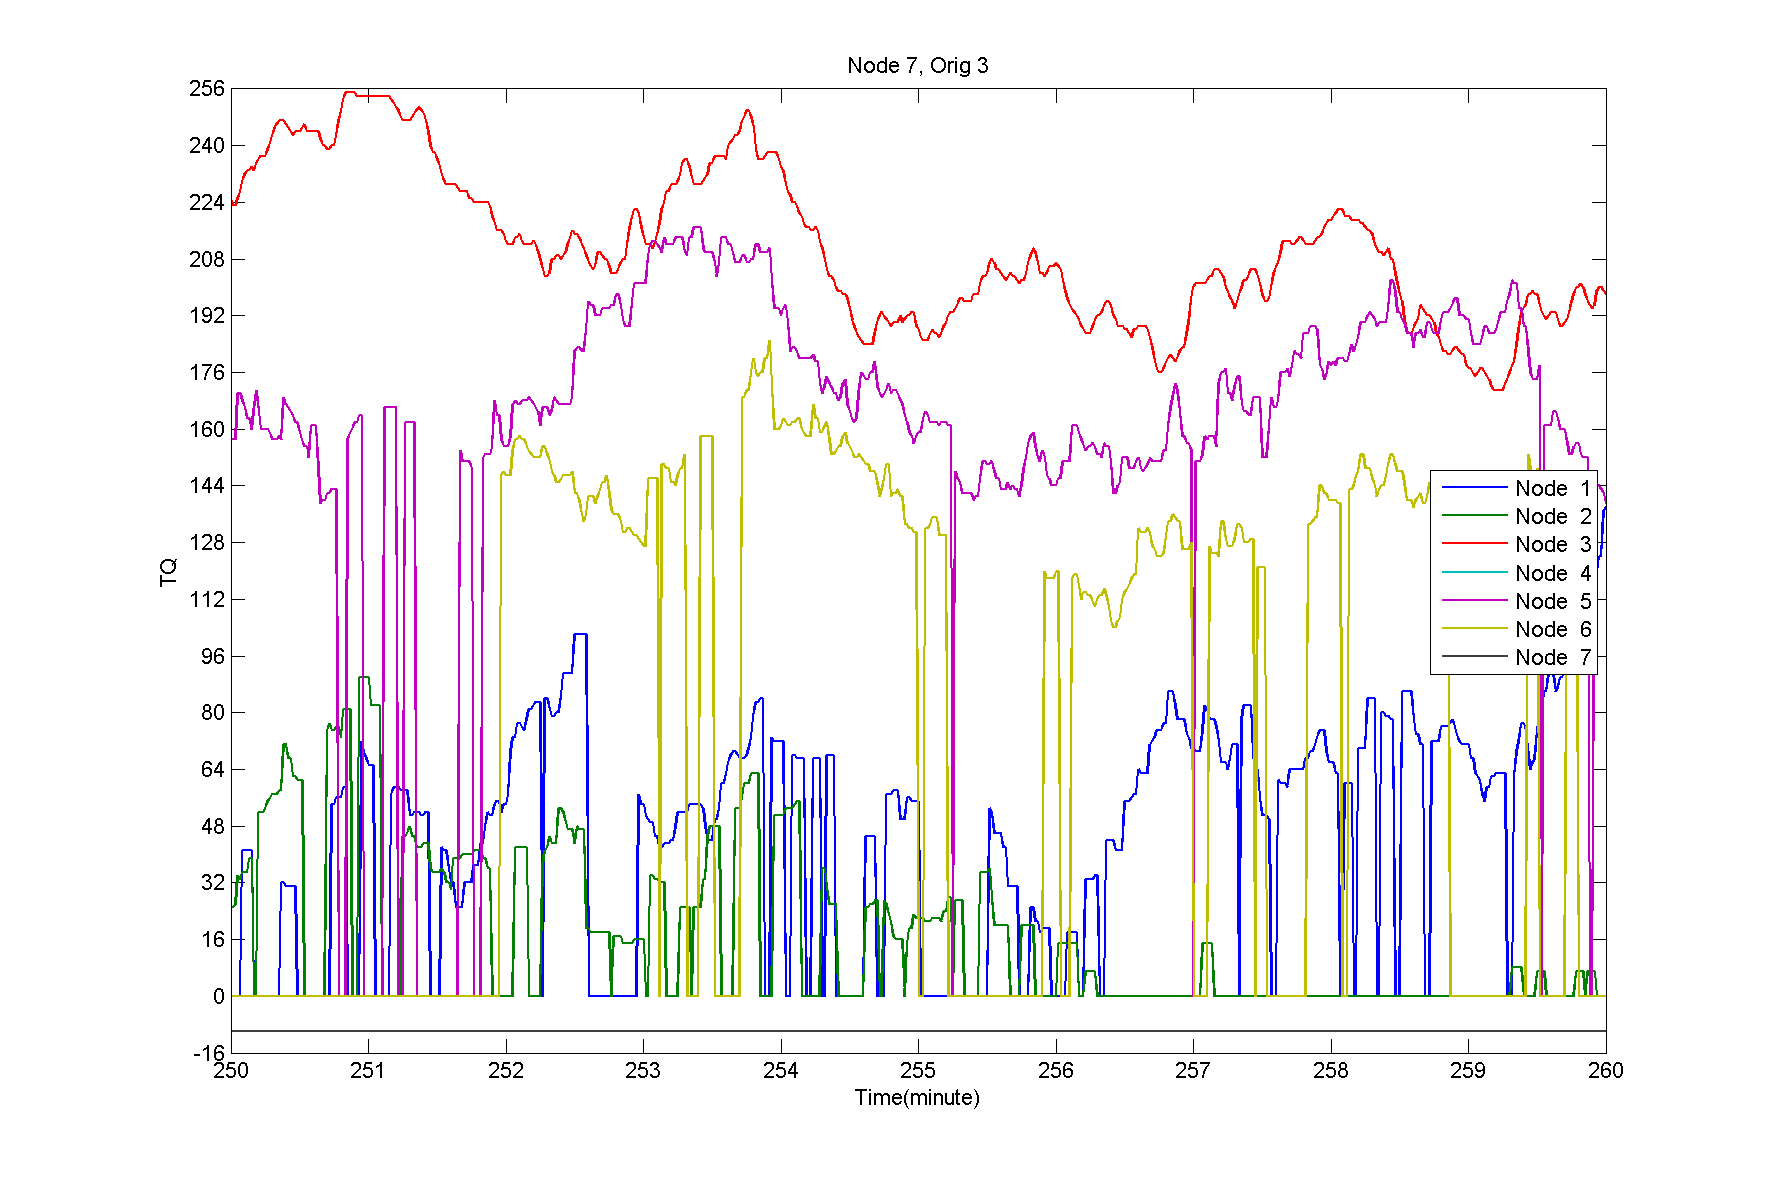 Node 7, Orig 3
256
240
224
208
192
176
160
144
128
112
96
80
64
48
32
16
0
-16
TQ
Node 1
Node 2
Node 3
Node 4
Node 5
Node 6
Node 7
250 251 252 253 254 255 256 257 258 259 260
Time(minute)